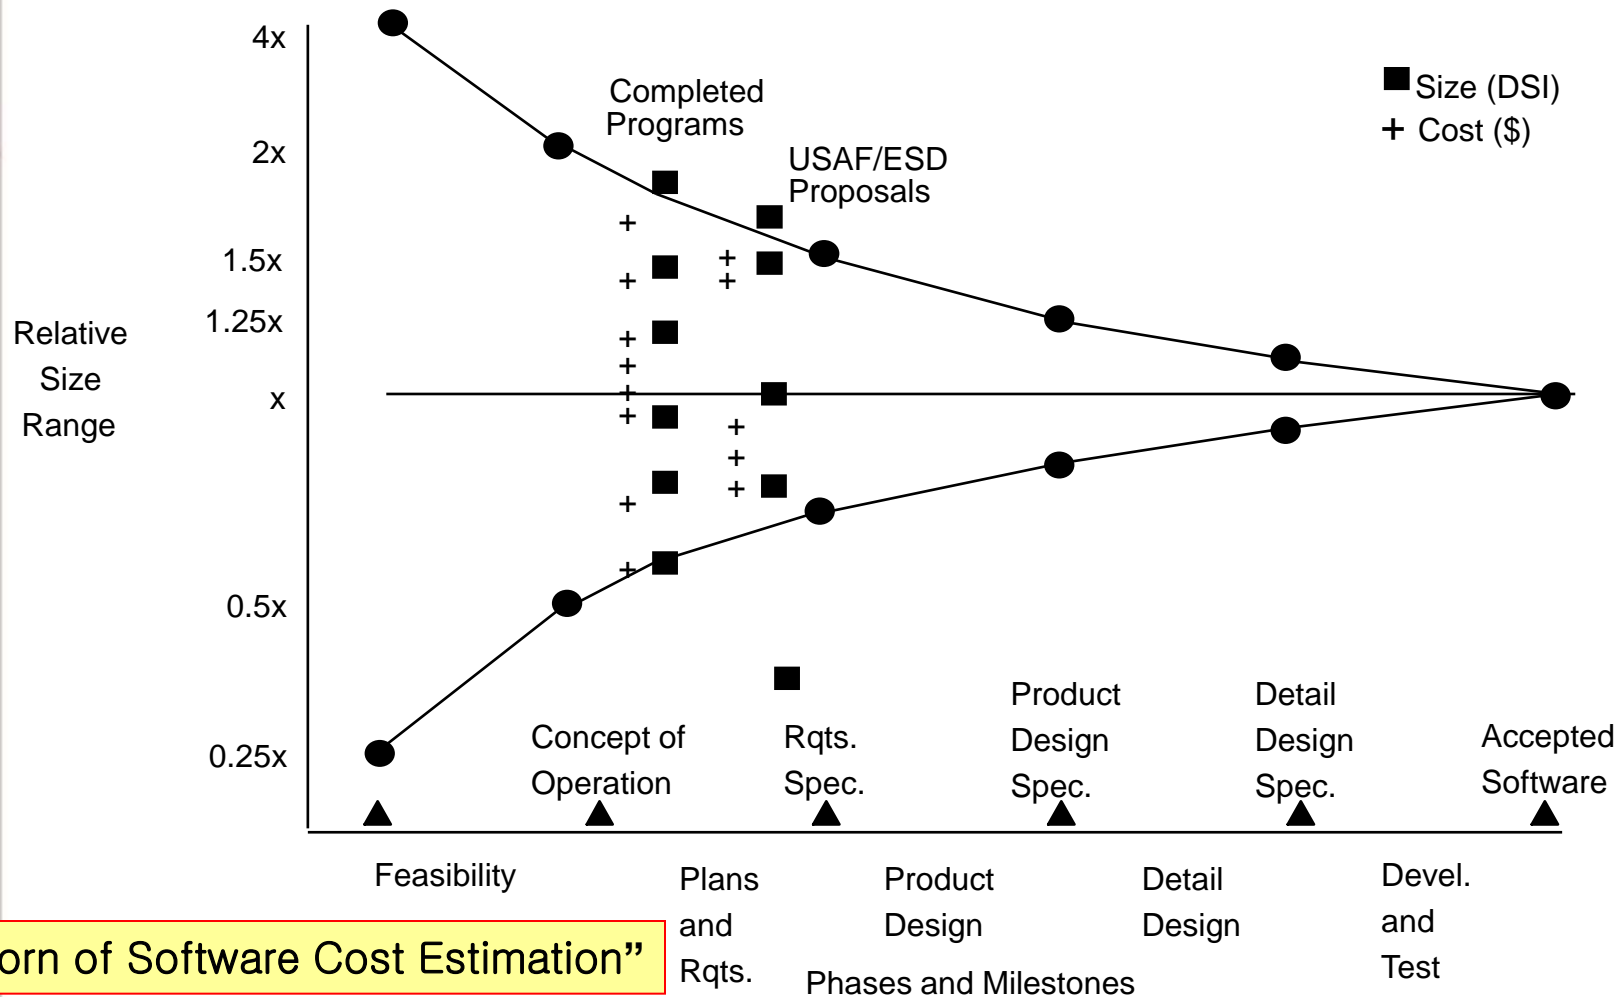 4x
2x
1.5x
1.25x
x
0.5x
0.25x
Relative
Size
Range
Completed
Programs
USAF/ESD
Proposals
Size (DSI)
+ Cost ($)
Concept of
Operation
Rqts.
Spec.
Product
Design
Spec.
Detail
Design
Spec.
Accepted
Software
Feasibility
Plans
and
Rqts.
Product
Design
Detail
Design
Devel.
and
Test
Phases and Milestones
of Software Cost Estimation”